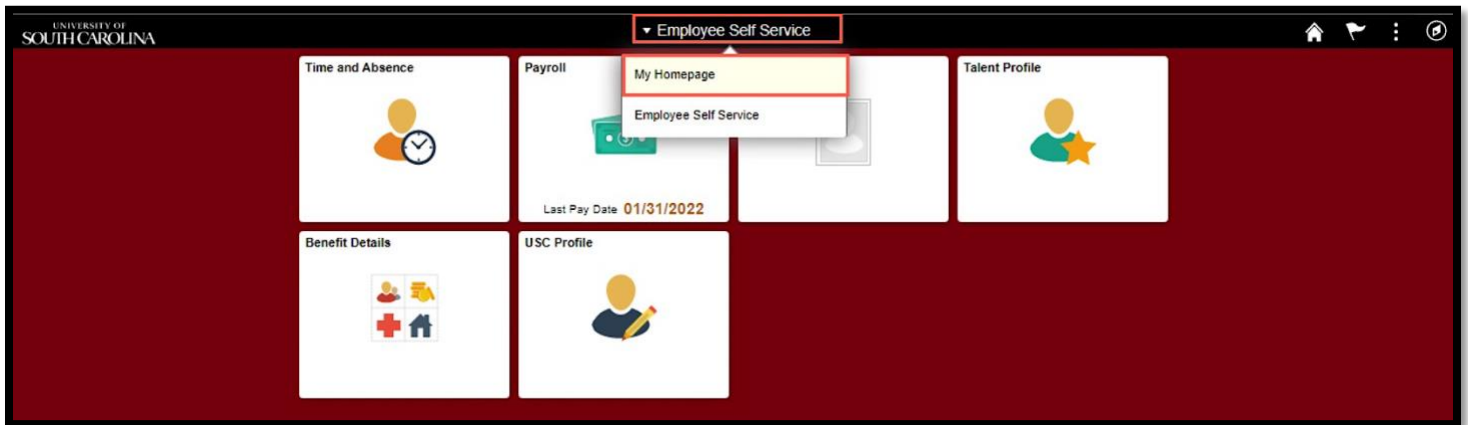 UNIVERSITY OF
SOUTH CAROLINA
Employee Self Service
My Homepage
Employee Self Service
Time and Absence
Payroll
Last Pay Date 01/31/2022
Talent Profile
Benefit Details
USC Profile